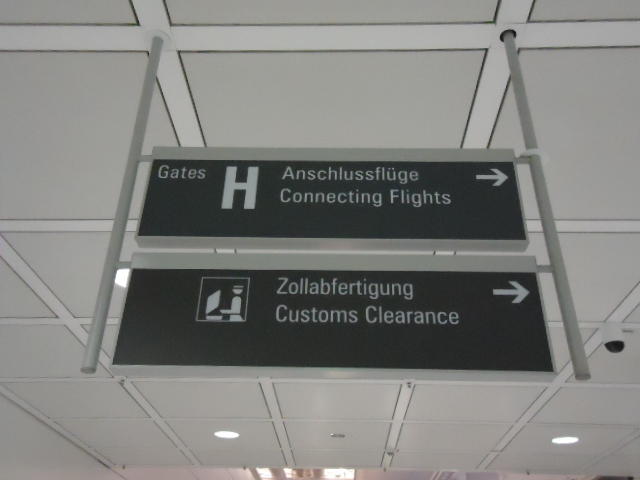 Gates H Anschlussflüge
Connecting Flights
Zollabfertigung
Customs Clearance